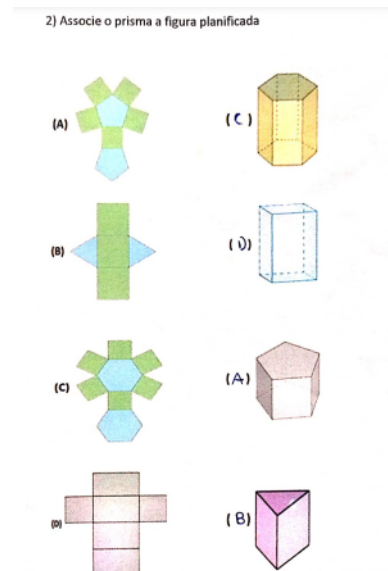 2) Associe o prisma a figura planificada
(A)
(C)
(B)
(D)
(C)
(A)
(D)
(B)